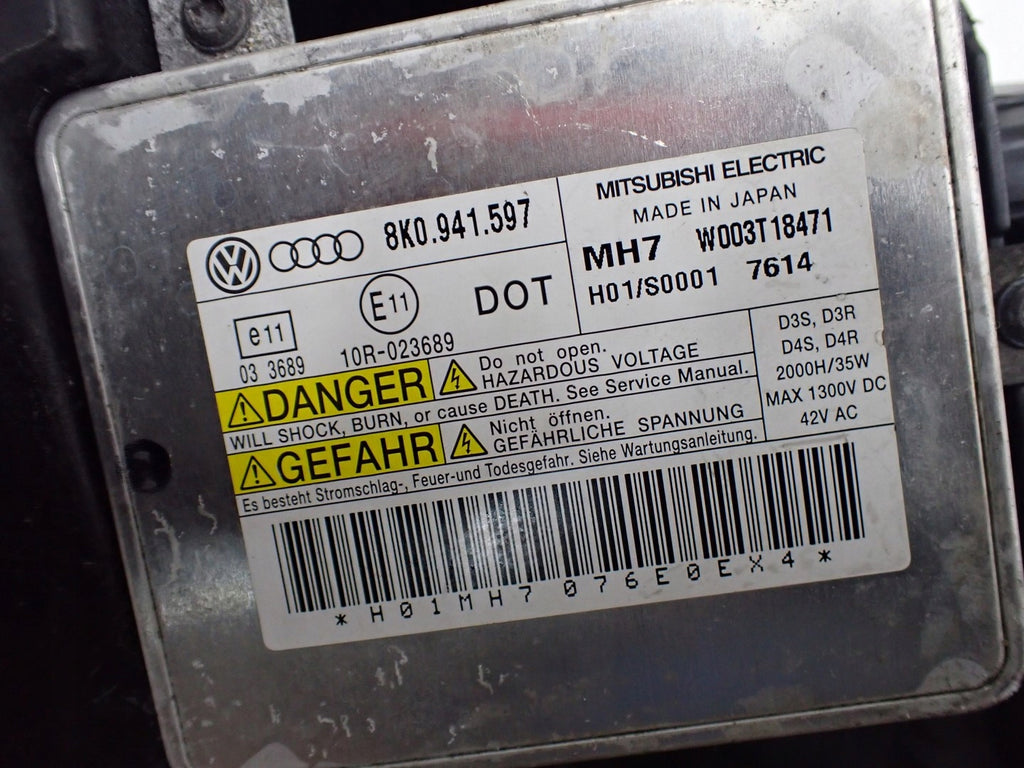 8K0.941.597
MITSUBISHI ELECTRIC
MADE IN JAPAN
MH7 W003T18471
H01/S0001 7614
e11
03 3689
E11
10R-023689
DOT
DANGER
Do not open.
HAZARDOUS VOLTAGE
WILL SHOCK, BURN, or cause DEATH. See Service Manual.
GEFAHR
Nicht öffnen.
GEFÄHRLICHE SPANNUNG
Es besteht Stromschlag-, Feuer-und Todesgefahr. Siehe Wartungsanleitung.
D3S, D3R
D4S, D4R
2000H/35W
MAX 1300V DC
42V AC
* H01MH7 076E0EX4 *